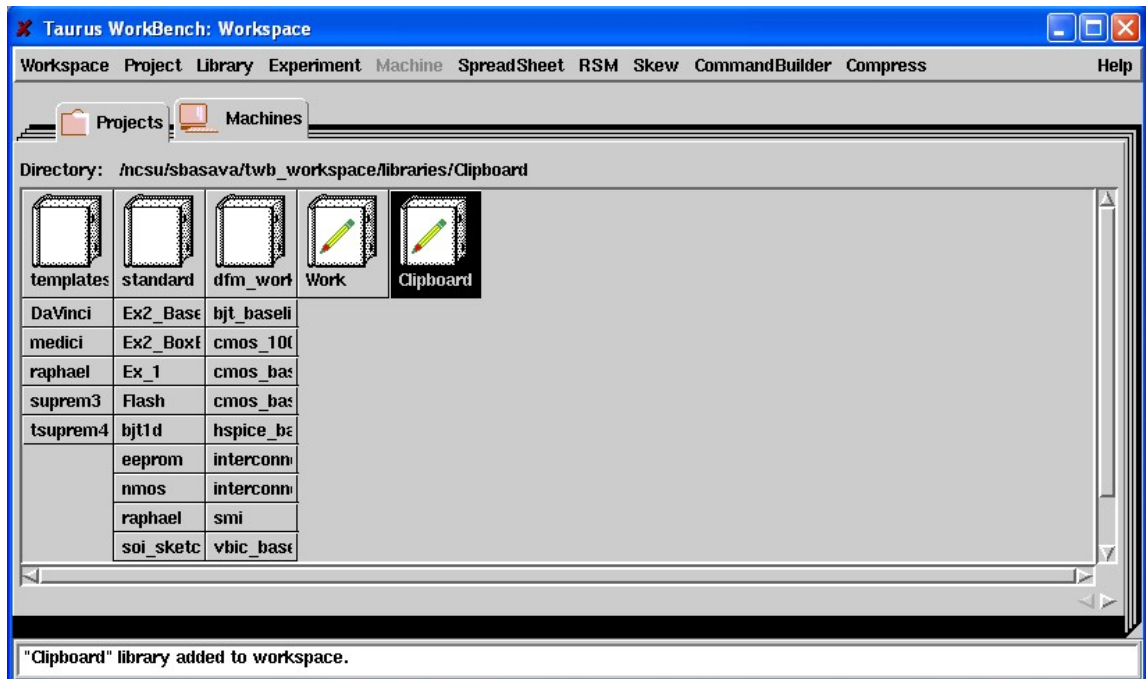 Taurus WorkBench: Workspace
Workspace Project Library Experiment Machine SpreadSheet RSM Skew CommandBuilder Compress Help
Projects Machines
Directory: /ncsu/sbasava/twb_workspace/libraries/Clipboard
templates standard dfm_worl Work Clipboard
DaVinci Ex2_Base bjt_baseli
medici Ex2_BoxE cmos_10(
raphael Ex_1 cmos_bas
suprem3 Flash cmos_bas
tsuprem4 bjt1d hspice_ba
eeprom interconn
nmos interconn
raphael smi
soi_sketc vbic_base
"Clipboard" library added to workspace.